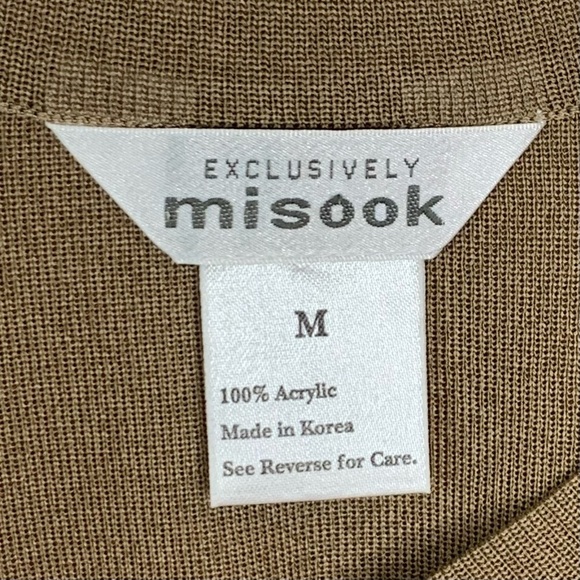 EXCLUSIVELY
misook
M
100% Acrylic
Made in Korea
See Reverse for Care.